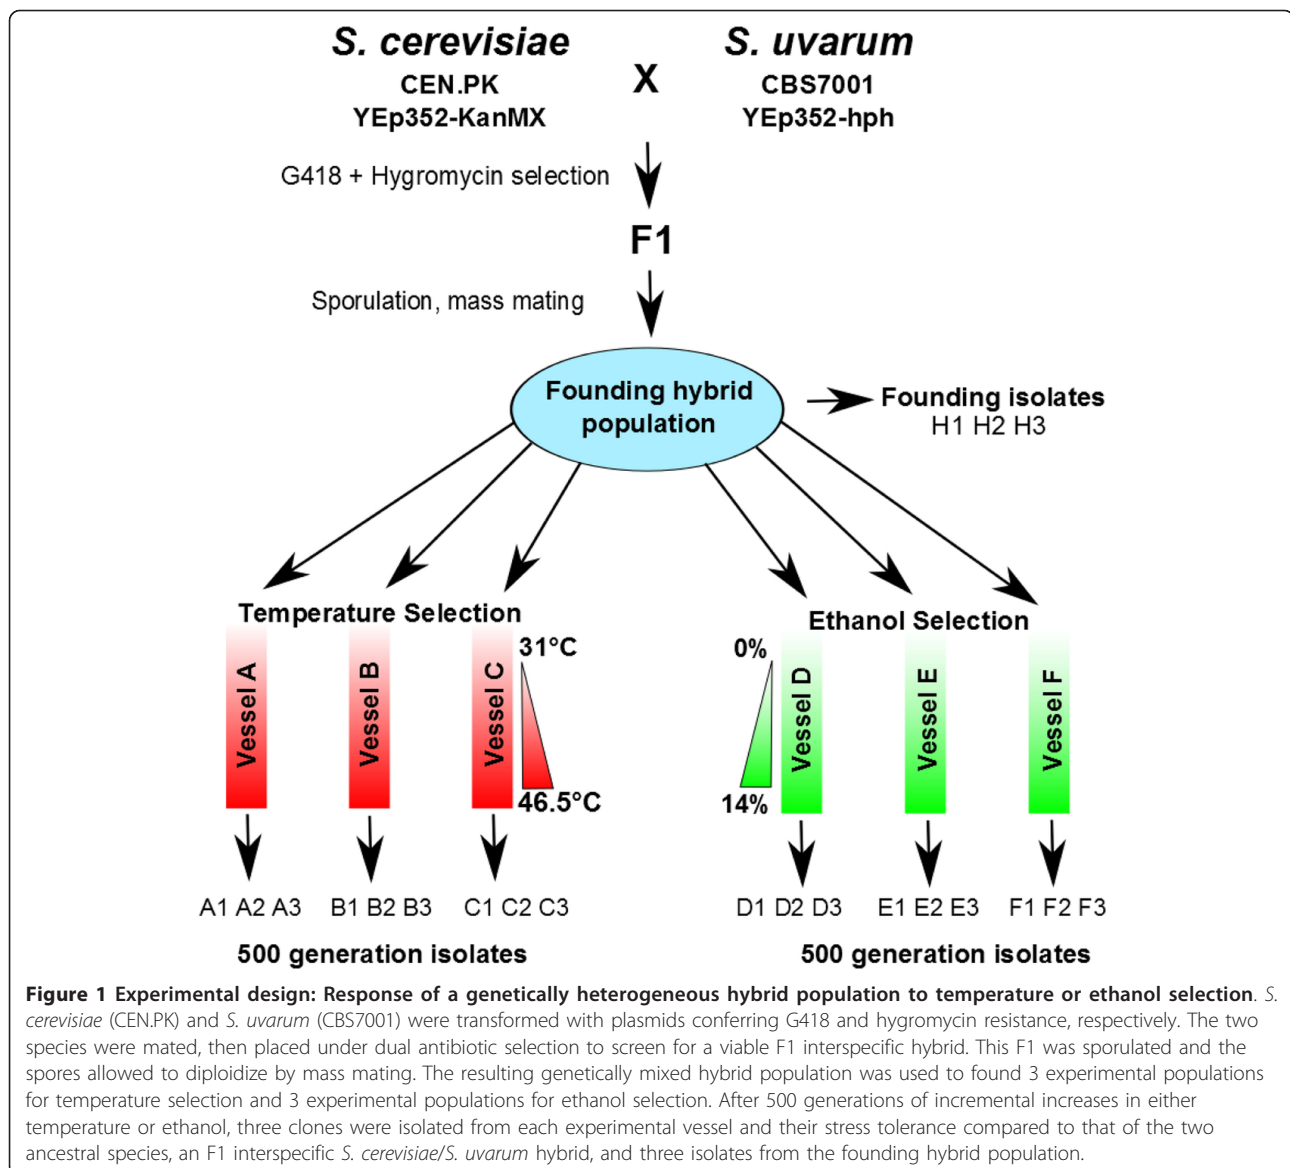 S. cerevisiae
S. uvarum
CEN.PK
X
CBS7001
YEp352-KanMX
YEp352-hph
G418 + Hygromycin selection
F1
Sporulation, mass mating
Founding hybrid
population
Founding isolates
H1 H2 H3
Temperature Selection
Ethanol Selection
Vessel A
Vessel B
Vessel C
31°C
46.5°C
0%
14%
Vessel D
Vessel E
Vessel F
A1 A2 A3
B1 B2 B3
C1 C2 C3
D1 D2 D3
E1 E2 E3
F1 F2 F3
500 generation isolates
500 generation isolates
Figure 1 Experimental design: Response of a genetically heterogeneous hybrid population to temperature or ethanol selection. S.
cerevisiae (CEN.PK) and S. uvarum (CBS7001) were transformed with plasmids conferring G418 and hygromycin resistance, respectively. The two
species were mated, then placed under dual antibiotic selection to screen for a viable F1 interspecific hybrid. This F1 was sporulated and the
spores allowed to diploidize by mass mating. The resulting genetically mixed hybrid population was used to found 3 experimental populations
for temperature selection and 3 experimental populations for ethanol selection. After 500 generations of incremental increases in either
temperature or ethanol, three clones were isolated from each experimental vessel and their stress tolerance compared to that of the two
ancestral species, an F1 interspecific S. cerevisiae/S. uvarum hybrid, and three isolates from the founding hybrid population.